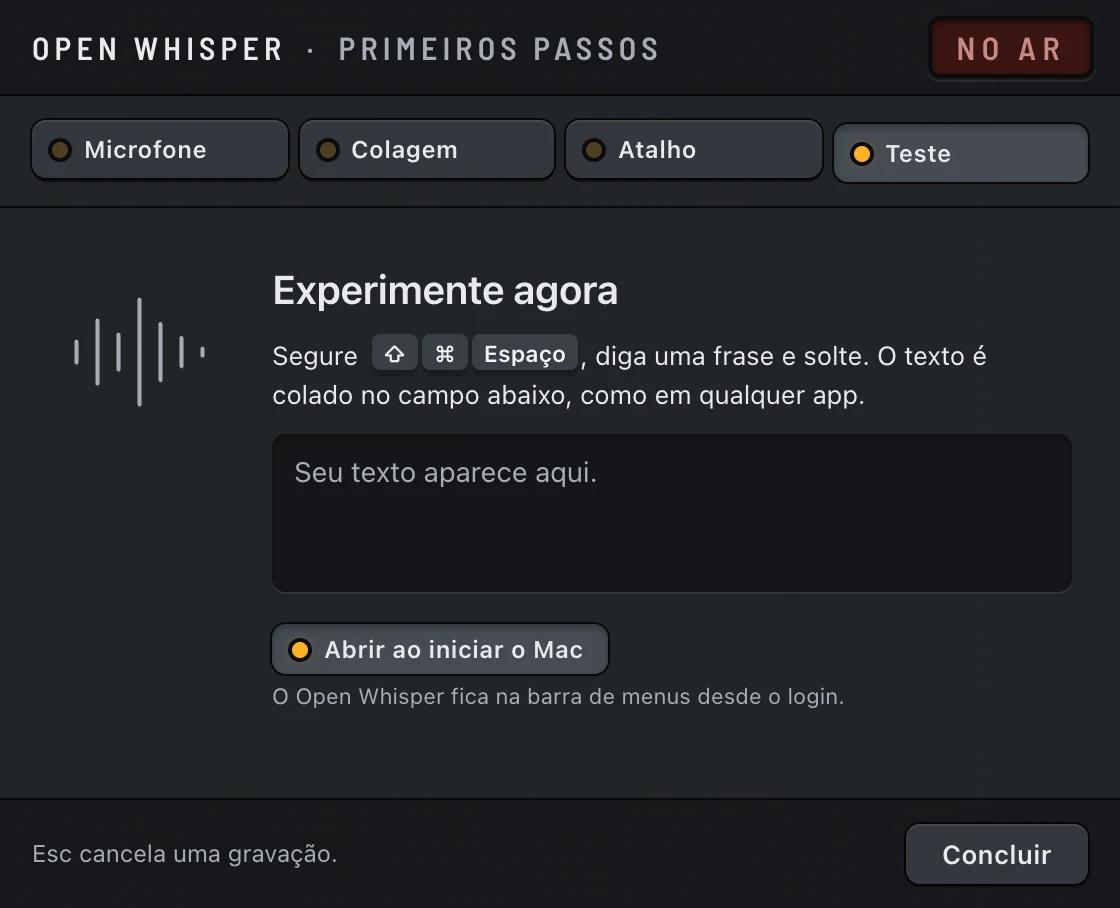 OPEN WHISPER · PRIMEIROS PASSOS
NO AR
Microfone
Colagem
Atalho
Teste
Experimente agora
Segure ⇧ ⌘ Espaço, diga uma frase e solte. O texto é
colado no campo abaixo, como em qualquer app.
Seu texto aparece aqui.
Abrir ao iniciar o Mac
O Open Whisper fica na barra de menus desde o login.
Esc cancela uma gravação.
Concluir